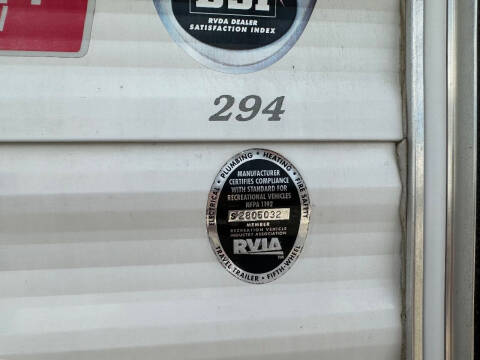 RVDA DEALER
SATISFACTION INDEX
294
ELECTRICAL • PLUMBING • HEATING • FIRE SAFETY
MANUFACTURER
CERTIFIES COMPLIANCE
WITH STANDARD FOR
RECREATIONAL VEHICLES
NFPA 1192
S2805032
MEMBER
RECREATION VEHICLE
INDUSTRY ASSOCIATION
RVIA
TRAVEL TRAILER • FIFTH-WHEEL